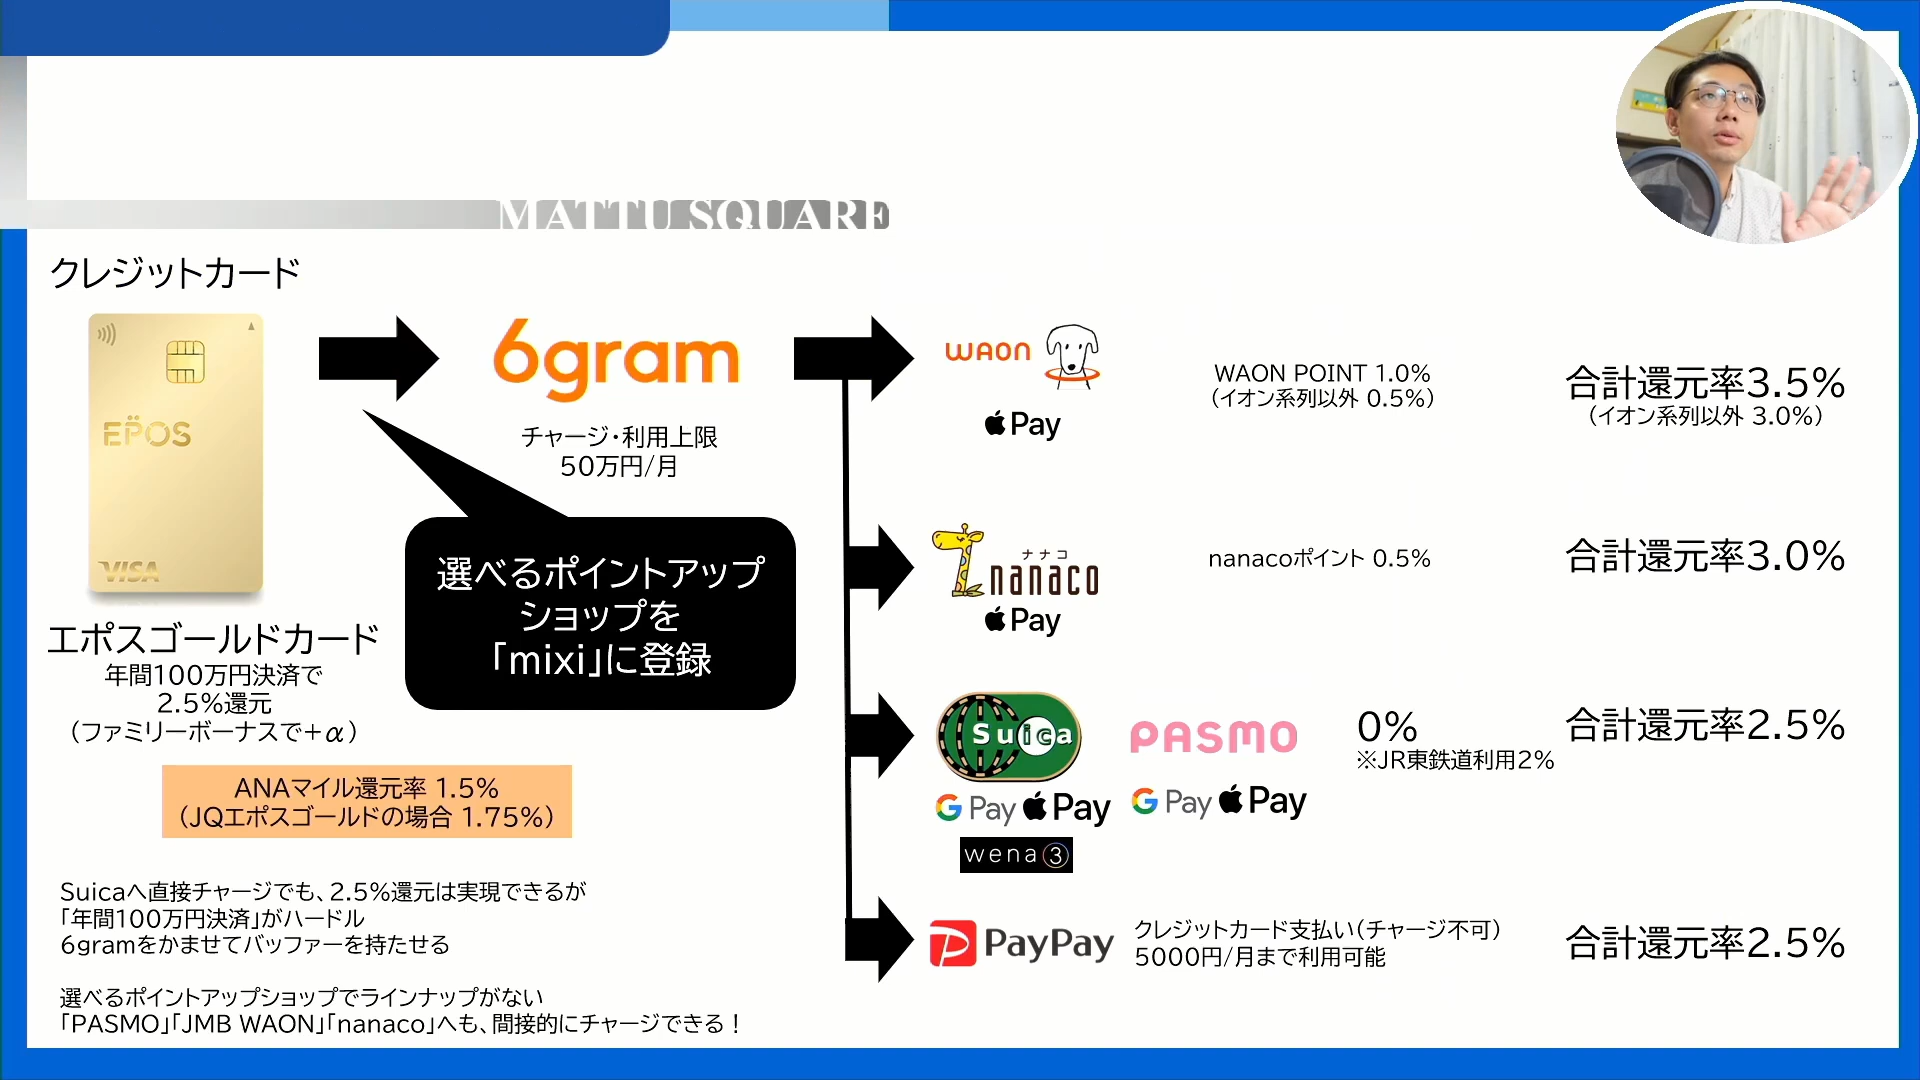 MATTU SQUARE
クレジットカード
EPOS
VISA
エポスゴールドカード
年間100万円決済で
2.5%還元
(ファミリーボーナスで+α)
ANAマイル還元率 1.5%
(JQエポスゴールドの場合 1.75%)
Suicaへ直接チャージでも、2.5%還元は実現できるが
「年間100万円決済」がハードル
6gramをかませてバッファーを持たせる
選べるポイントアップショップでラインナップがない
「PASMO」「JMB WAON」「nanaco」へも、間接的にチャージできる！
6gram
チャージ・利用上限
50万円/月
選べるポイントアップ
ショップを
「mixi」に登録
WAON
Pay
WAON POINT 1.0%
(イオン系列以外 0.5%)
合計還元率3.5%
(イオン系列以外 3.0%)
ナナコ
nanaco
Pay
nanacoポイント 0.5%
合計還元率3.0%
Suica
G Pay Pay
wena3
PASMO
G Pay Pay
0%
※JR東鉄道利用2%
合計還元率2.5%
PayPay
クレジットカード支払い(チャージ不可)
5000円/月まで利用可能
合計還元率2.5%